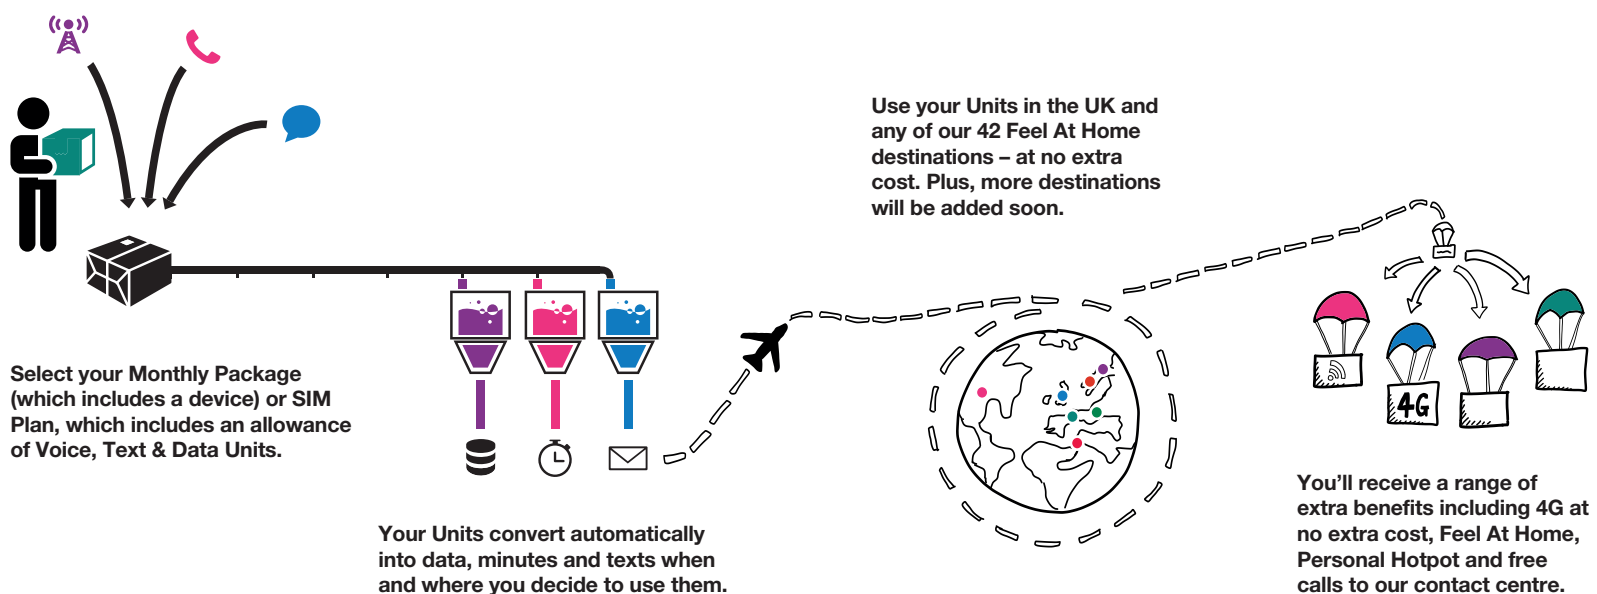 Select your Monthly Package
(which includes a device) or SIM
Plan, which includes an allowance
of Voice, Text & Data Units.
Your Units convert automatically
into data, minutes and texts when
and where you decide to use them.
Use your Units in the UK and
any of our 42 Feel At Home
destinations – at no extra
cost. Plus, more destinations
will be added soon.
4G
You’ll receive a range of
extra benefits including 4G at
no extra cost, Feel At Home,
Personal Hotpot and free
calls to our contact centre.